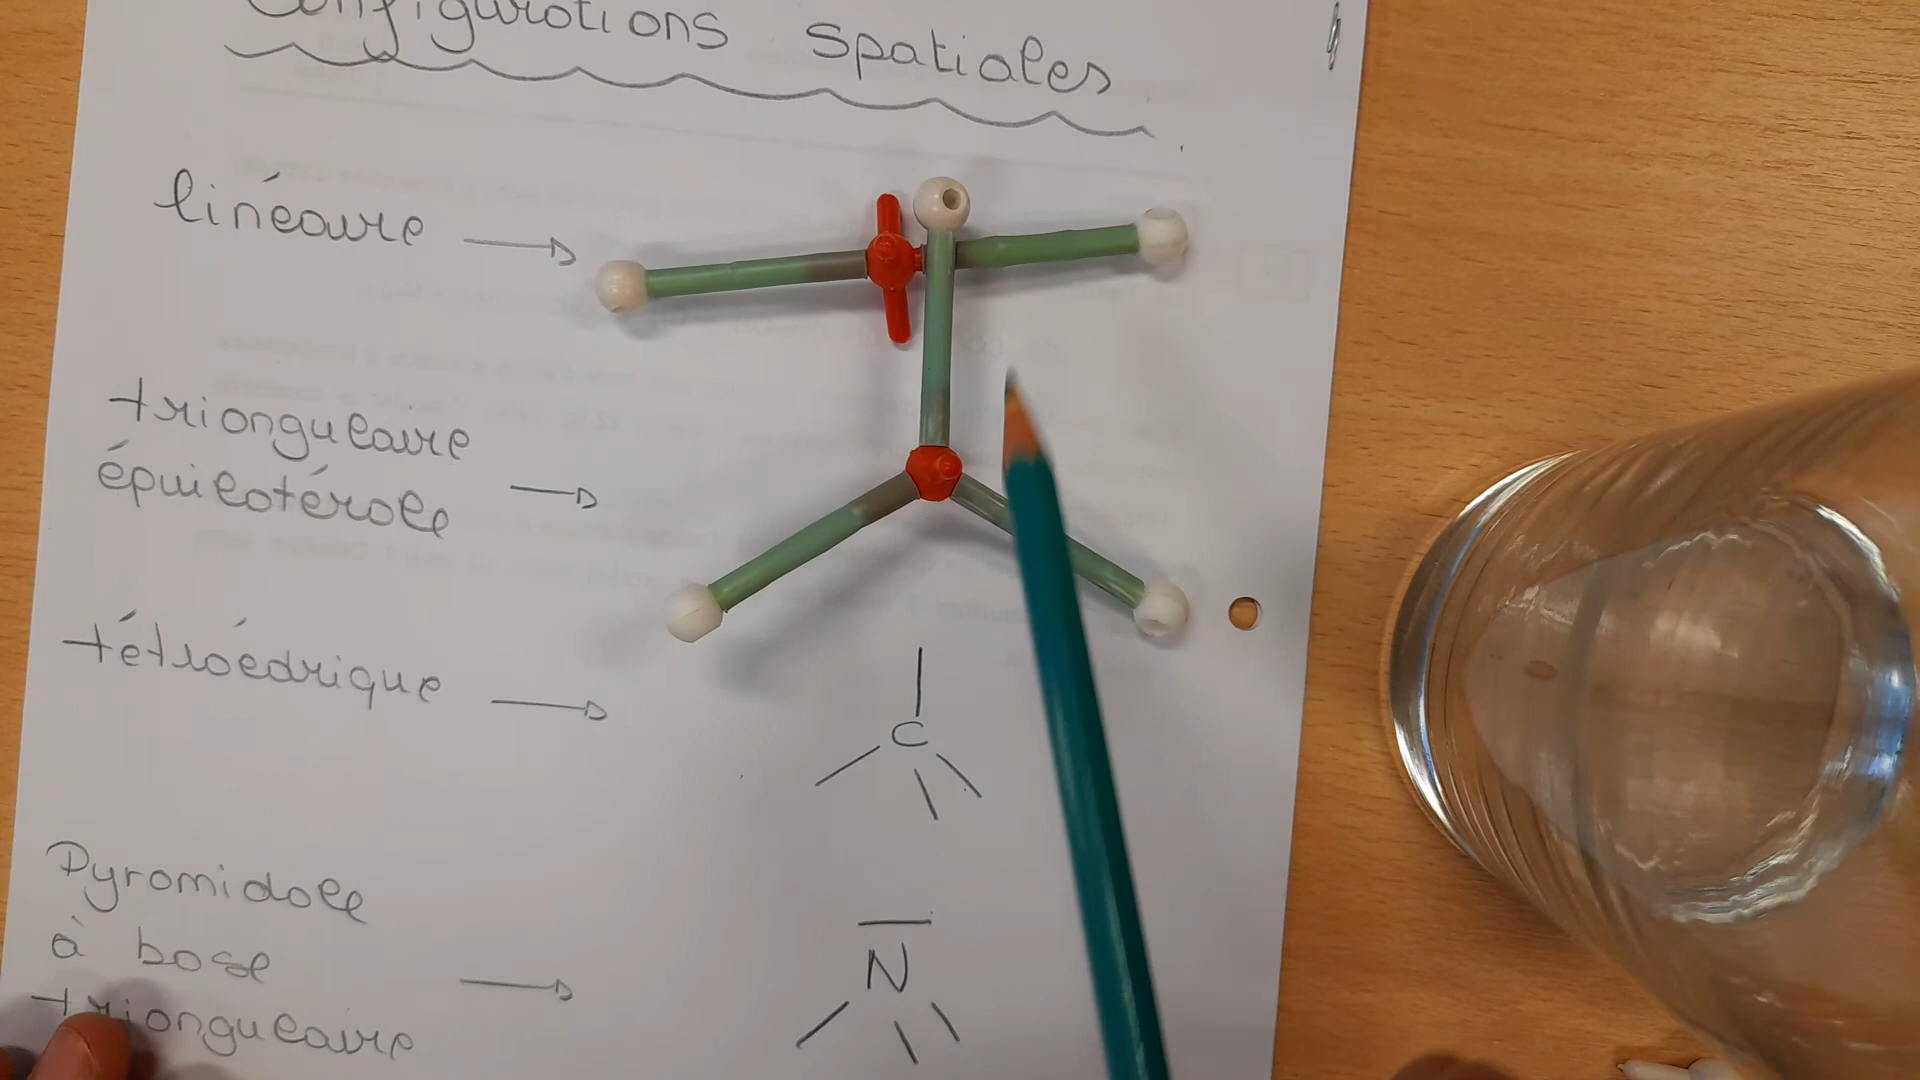 Configurations spatiales
linéaire
triangulaire
équilatérale
tétraédrique
C
Pyramidale
à base
triangulaire
N